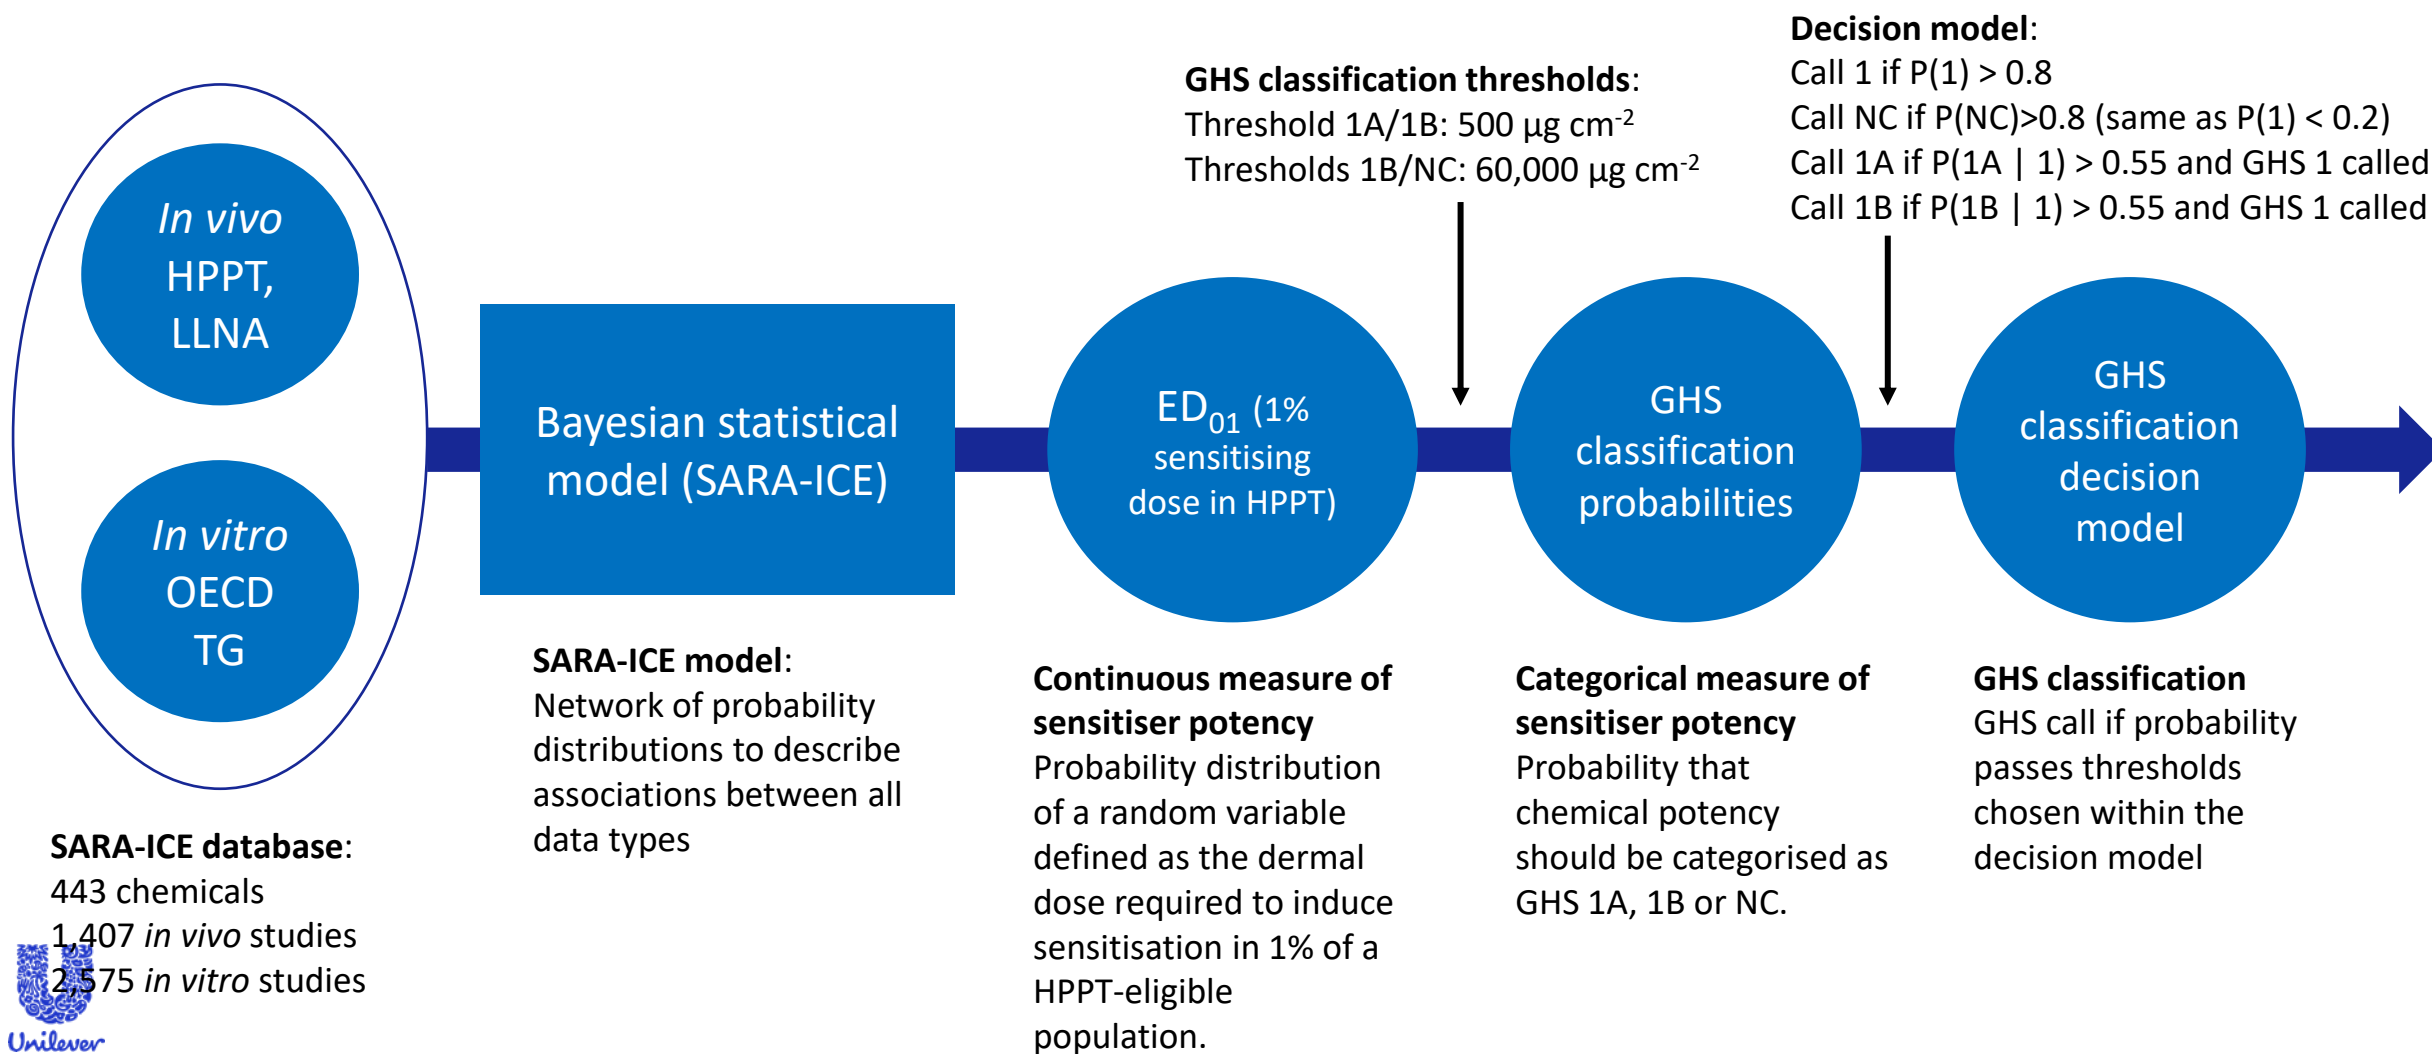 In vivo
HPPT,
LLNA
In vitro
OECD
TG
SARA-ICE database:
443 chemicals
1,407 in vivo studies
2,575 in vitro studies
Unilever
Bayesian statistical
model (SARA-ICE)
SARA-ICE model:
Network of probability
distributions to describe
associations between all
data types
ED01 (1%
sensitising
dose in HPPT)
Continuous measure of
sensitiser potency
Probability distribution
of a random variable
defined as the dermal
dose required to induce
sensitisation in 1% of a
HPPT-eligible
population.
GHS classification thresholds:
Threshold 1A/1B: 500 µg cm-2
Thresholds 1B/NC: 60,000 µg cm-2
GHS
classification
probabilities
Categorical measure of
sensitiser potency
Probability that
chemical potency
should be categorised as
GHS 1A, 1B or NC.
Decision model:
Call 1 if P(1) > 0.8
Call NC if P(NC)>0.8 (same as P(1) < 0.2)
Call 1A if P(1A | 1) > 0.55 and GHS 1 called
Call 1B if P(1B | 1) > 0.55 and GHS 1 called
GHS
classification
decision
model
GHS classification
GHS call if probability
passes thresholds
chosen within the
decision model